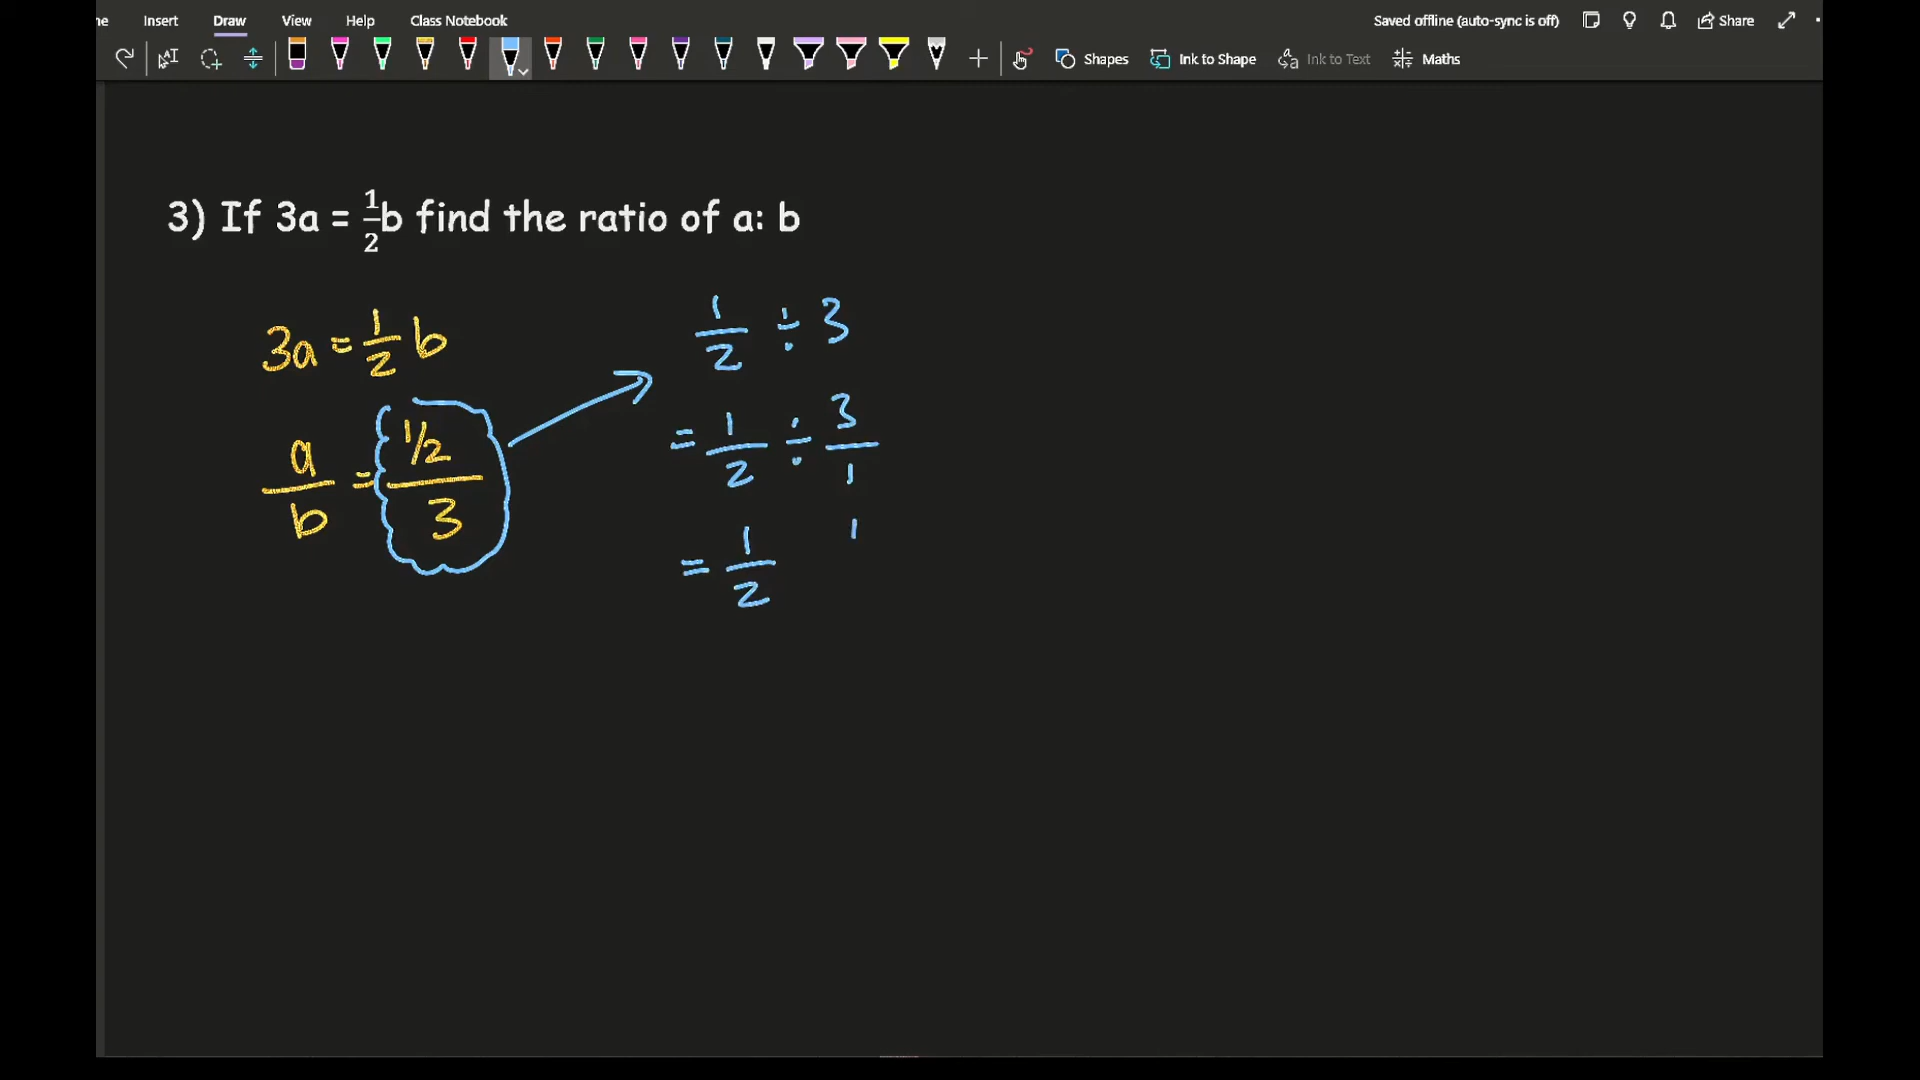 ne Insert Draw View Help Class Notebook Saved offline (auto-sync is off) Share
Shapes Ink to Shape Ink to Text Maths
3) If 3a = 1/2 b find the ratio of a: b
3a = 1/2 b
a/b = 1/2 / 3
1/2 ÷ 3
= 1/2 ÷ 3/1
= 1/2 1